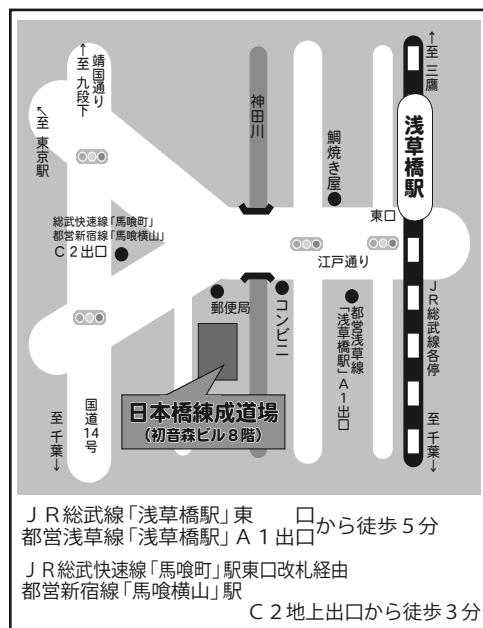 ↑至 三鷹
靖国通り
↑至 九段下
↖至 東京駅
神田川
鯛焼き屋
浅草橋駅
東口
総武快速線「馬喰町」
都営新宿線「馬喰横山」
C2出口
江戸通り
郵便局
コンビニ
都営浅草線
「浅草橋駅」A1出口
JR総武線各停
日本橋練成道場
(初音森ビル8階)
国道14号
至 千葉↓
至 千葉↓
JR総武線「浅草橋駅」東 口
都営浅草線「浅草橋駅」A1出口から徒歩5分
JR総武快速線「馬喰町」駅東口改札経由
都営新宿線「馬喰横山」駅
C2地上出口から徒歩3分